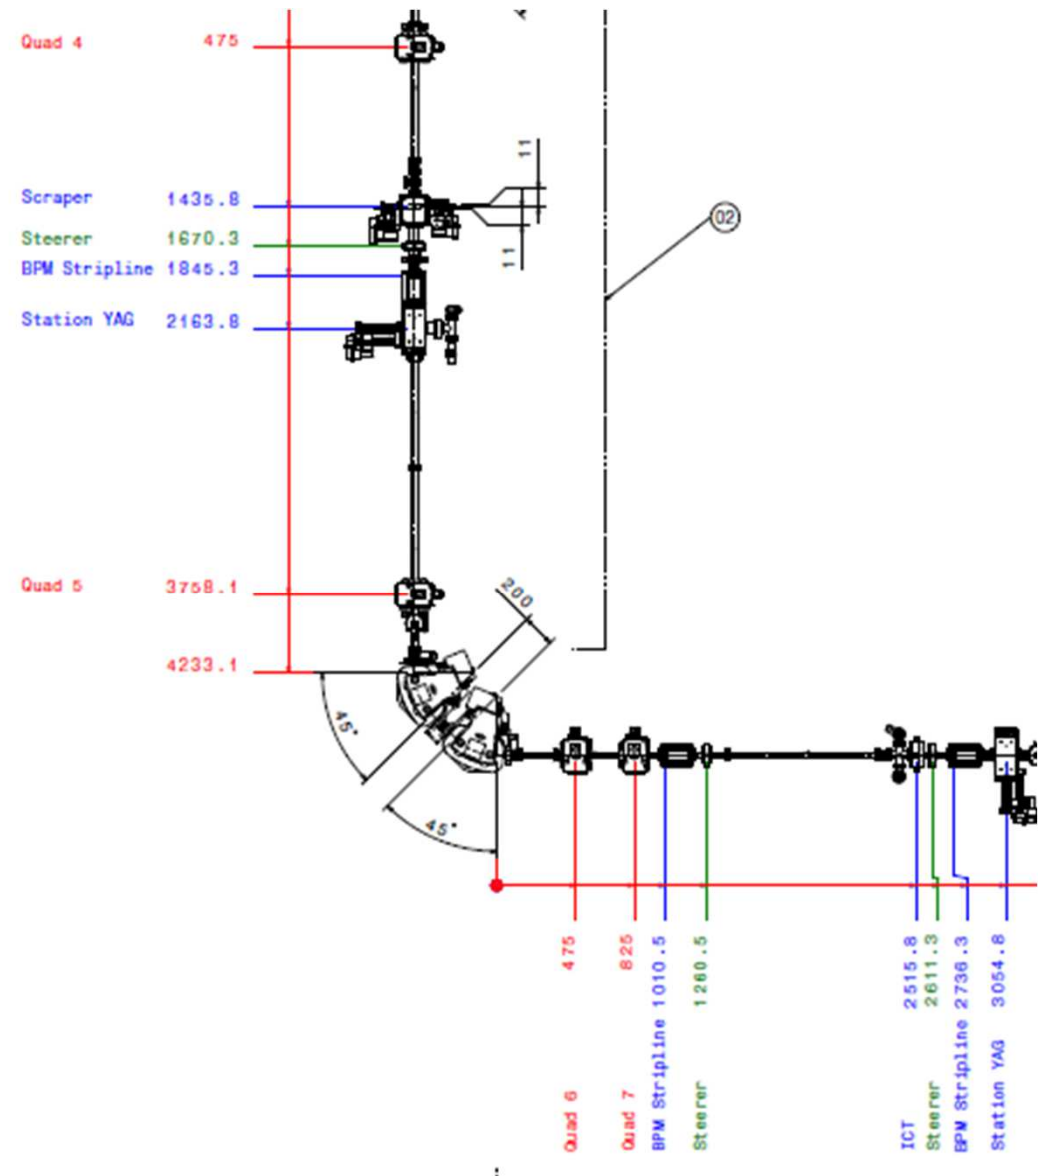 Quad 4 475
11
Scraper 1435.8
02
Steerer 1670.3
11
BPM Stripline 1845.3
Station YAG 2163.8
Quad 5 3758.1
200
4233.1
45°
45°
Quad 6 475
Quad 7 825
BPM Stripline 1010.5
Steerer 1260.5
ICT 2515.8
Steerer 2611.3
BPM Stripline 2736.3
Station YAG 3054.8